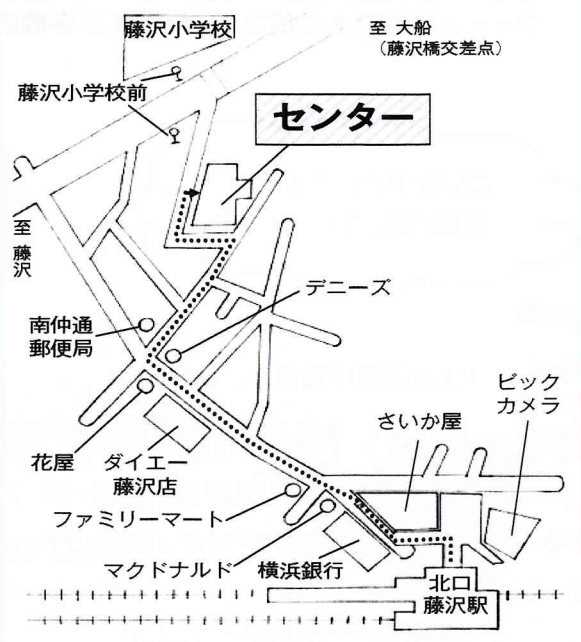 藤沢小学校
至 大船
(藤沢橋交差点)
藤沢小学校前
センター
至
藤
沢
デニーズ
南仲通
郵便局
ビック
カメラ
さいか屋
花屋
ダイエー
藤沢店
ファミリーマート
マクドナルド
横浜銀行
北口
藤沢駅